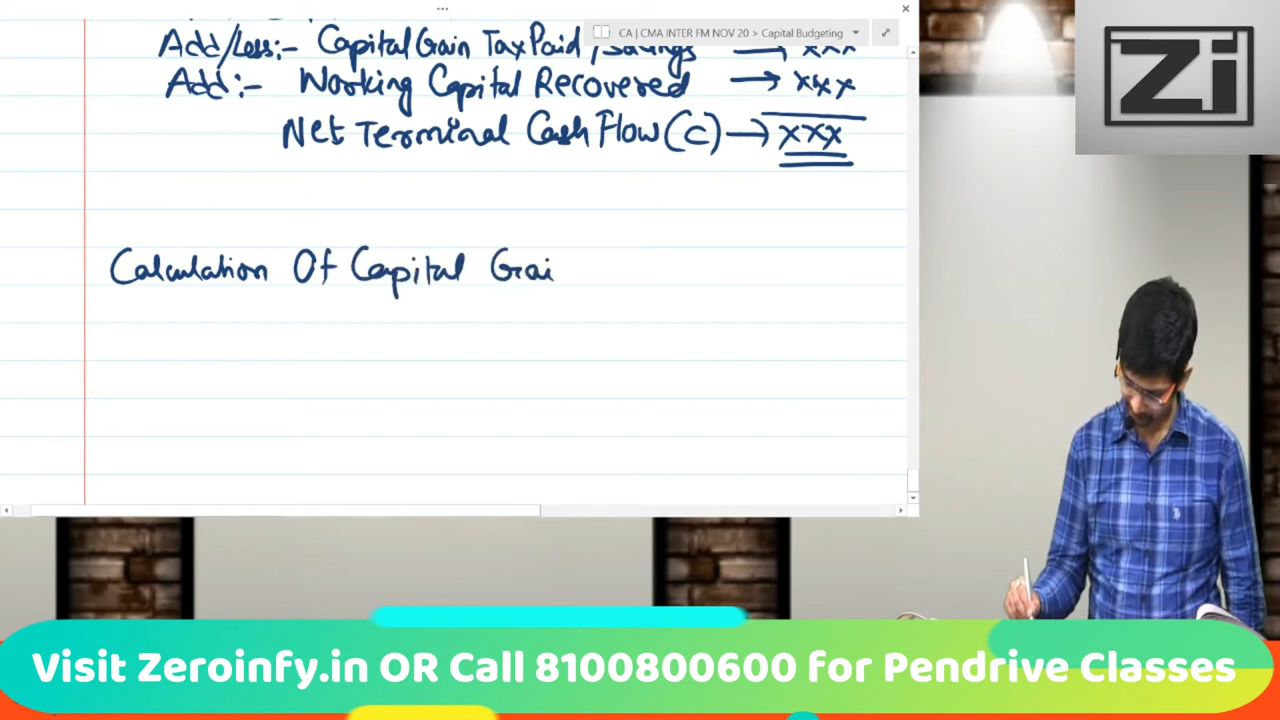 ...
CA | CMA INTER FM NOV 20 > Capital Budgeting
Add/Less:- Capital Gain Tax Paid/Savings → xxx
Add:- Working Capital Recovered → xxx
Net Terminal Cash Flow (C) → xxx
Calculation Of Capital Gai
Zi
Visit Zeroinfy.in OR Call 8100800600 for Pendrive Classes